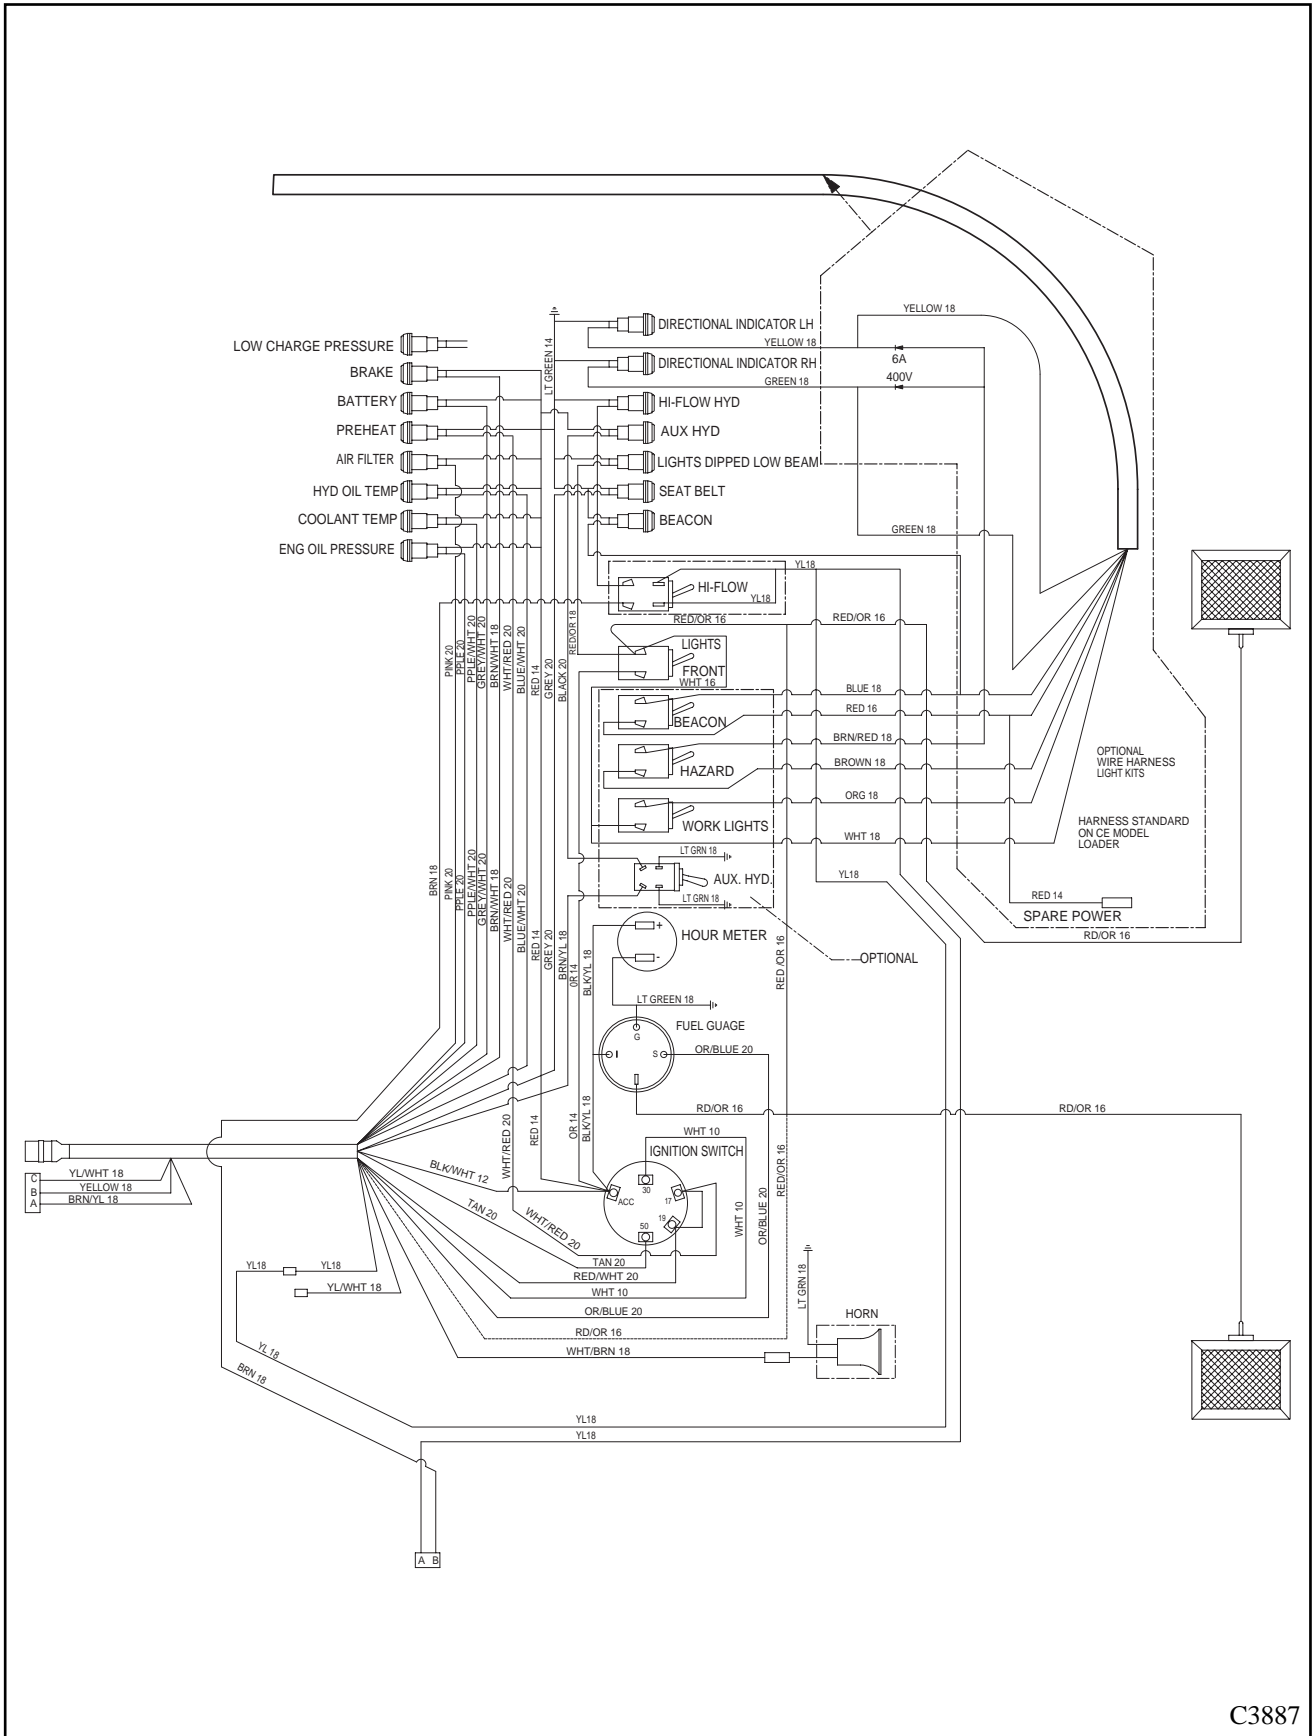 YELLOW 18
DIRECTIONAL INDICATOR LH
YELLOW 18
6A
LOW CHARGE PRESSURE
LT GREEN 14
DIRECTIONAL INDICATOR RH
400V
GREEN 18
BRAKE
BATTERY
HI-FLOW HYD
PREHEAT
AUX HYD
AIR FILTER
LIGHTS DIPPED LOW BEAM
HYD OIL TEMP
SEAT BELT
COOLANT TEMP
BEACON
GREEN 18
ENG OIL PRESSURE
YL18
HI-FLOW
YL18
RED/OR 16
RED/OR 16
RED/OR 18
LIGHTS
FRONT
WHT 16
PINK 20
PPLE 20
PPLE/WHT 20
GREY/WHT 20
BRN/WHT 18
WHT/RED 20
BLUE/WHT 20
RED 14
GREY 20
BLACK 20
BLUE 18
RED 16
BEACON
BRN/RED 18
HAZARD
BROWN 18
OPTIONAL
WIRE HARNESS
LIGHT KITS
ORG 18
WORK LIGHTS
WHT 18
HARNESS STANDARD
ON CE MODEL
LOADER
LT GRN 18
AUX. HYD.
YL18
LT GRN 18
RED 14
SPARE POWER
RD/OR 16
BRN 18
PINK 20
PPLE 20
PPLE/WHT 20
GREY/WHT 20
BRN/WHT 18
WHT/RED 20
BLUE/WHT 20
RED 14
GREY 20
BRN/YL 18
OR 14
BLK/YL 18
+
HOUR METER
-
RED /OR 16
OPTIONAL
LT GREEN 18
FUEL GUAGE
G
I
S
OR/BLUE 20
RD/OR 16
RD/OR 16
WHT/RED 20
RED 14
OR 14
BLK/YL 18
WHT 10
IGNITION SWITCH
RED/OR 16
C
B
A
YL/WHT 18
YELLOW 18
BRN/YL 18
BLK/WHT 12
30
ACC
17
19
50
TAN 20
WHT/RED 20
WHT 10
OR/BLUE 20
TAN 20
RED/WHT 20
YL18
YL18
YL/WHT 18
WHT 10
OR/BLUE 20
LT GRN 18
HORN
RD/OR 16
WHT/BRN 18
YL 18
BRN 18
YL18
YL18
A B
C3887